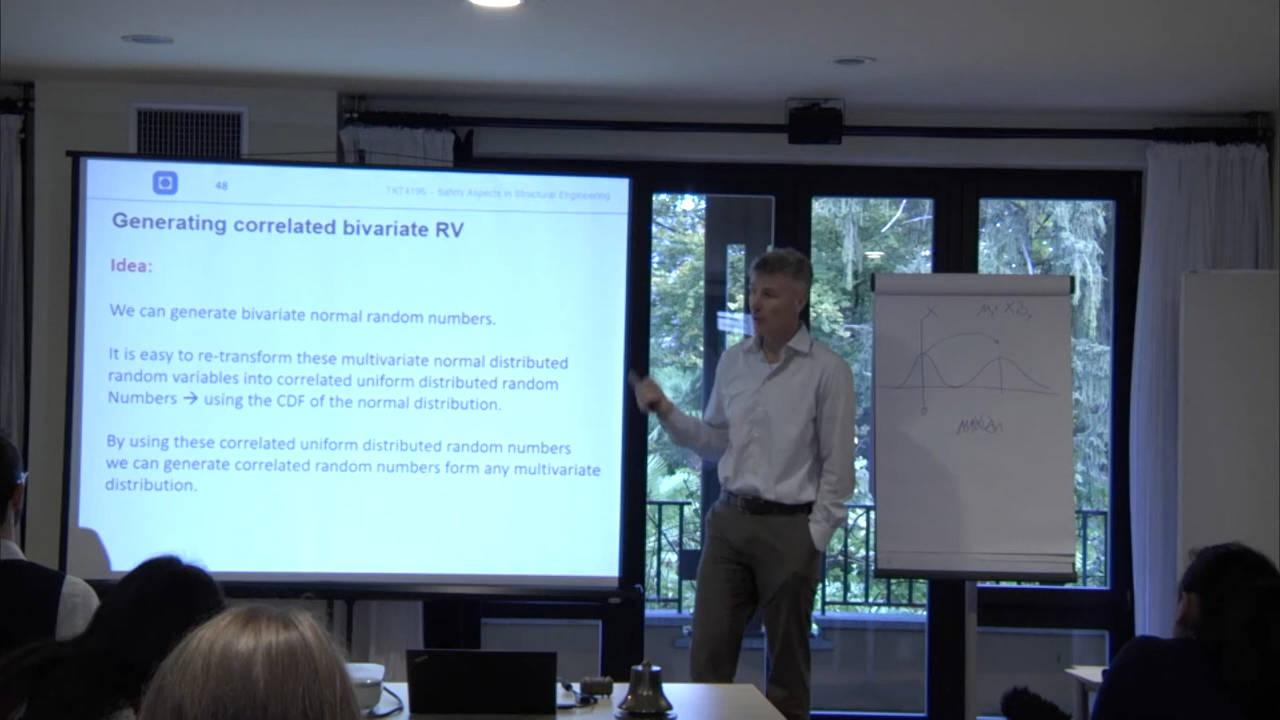 48
TKT4196 - Safety Aspects in Structural Engineering
Generating correlated bivariate RV
Idea:
We can generate bivariate normal random numbers.
It is easy to re-transform these multivariate normal distributed
random variables into correlated uniform distributed random
Numbers → using the CDF of the normal distribution.
By using these correlated uniform distributed random numbers
we can generate correlated random numbers form any multivariate
distribution.
X